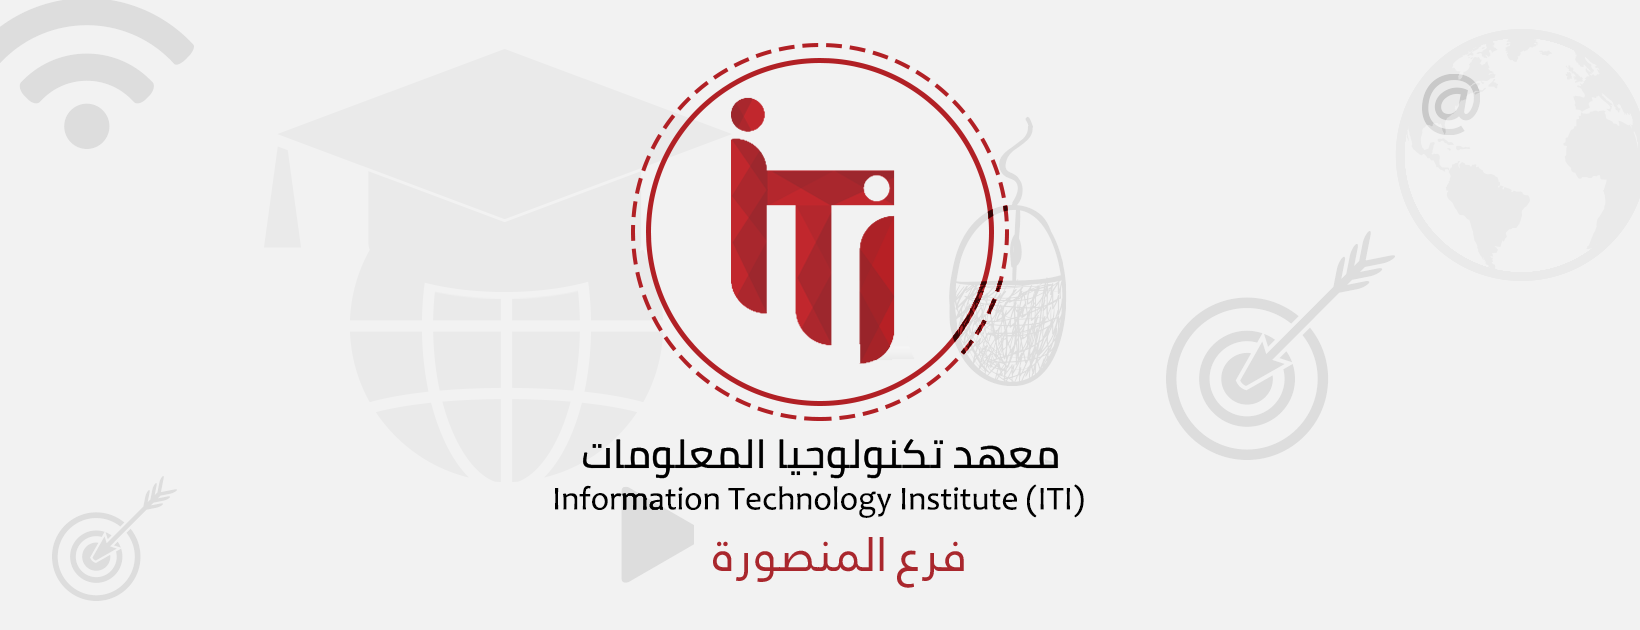 iTi
@
معهد تكنولوجيا المعلومات
Information Technology Institute (ITI)
فرع المنصورة